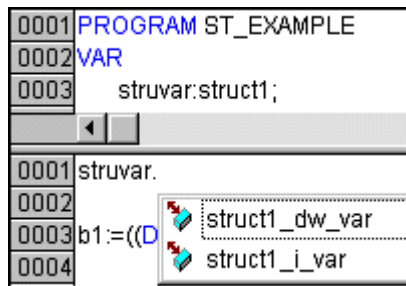 0001 PROGRAM ST_EXAMPLE
0002 VAR
0003 struvar:struct1;
0001 struvar.
0002
struct1_dw_var
0003 b1:=((D
struct1_i_var
0004